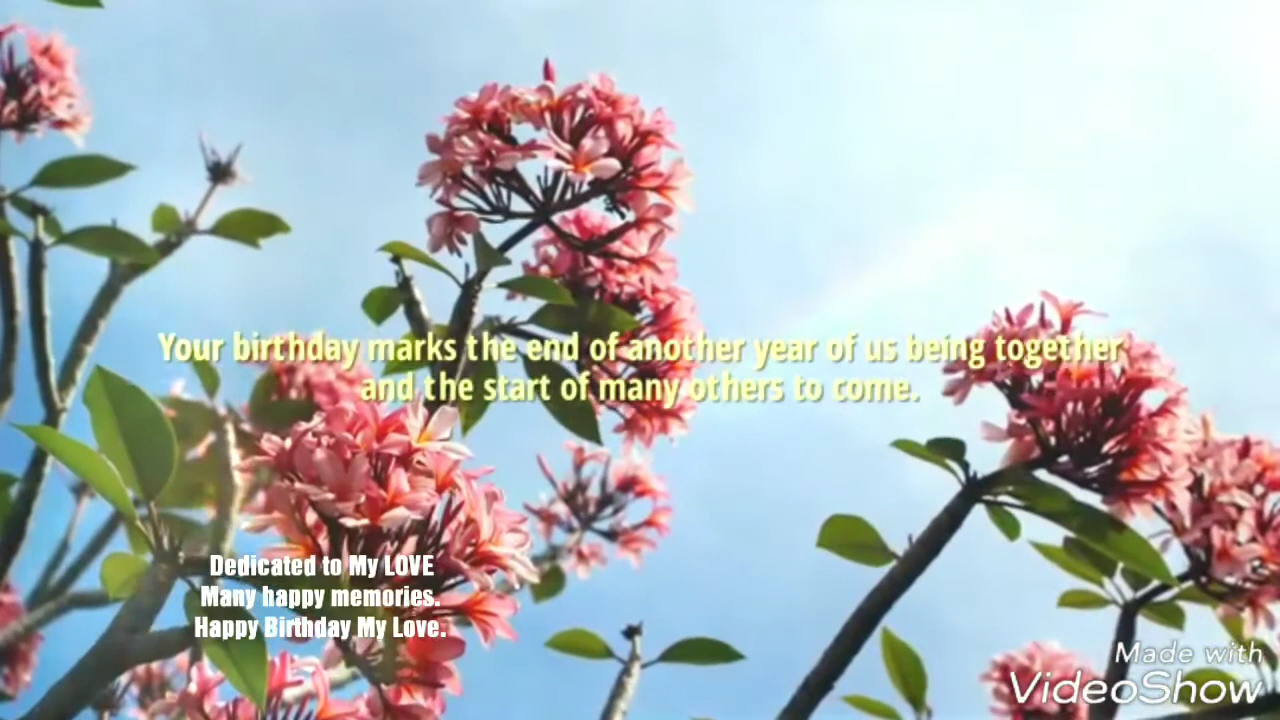 Your birthday marks the end of another year of us being together
and the start of many others to come.
Dedicated to My LOVE
Many happy memories.
Happy Birthday My Love.
Made with
VideoShow